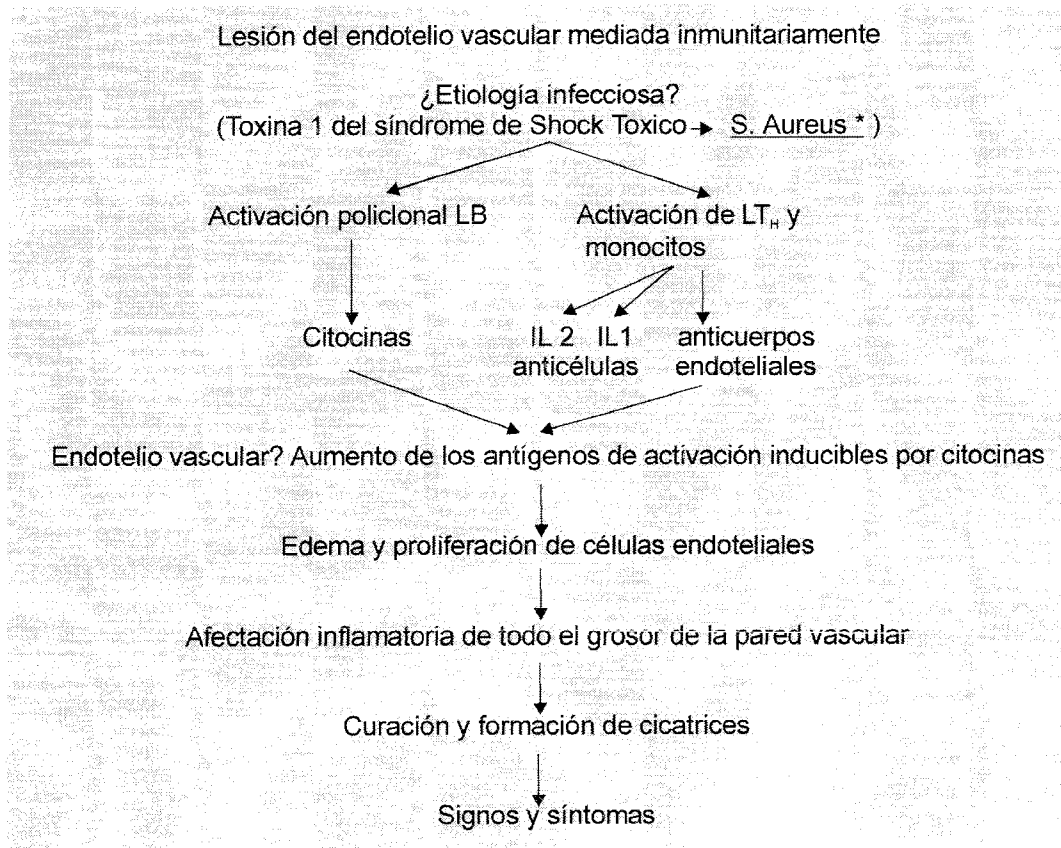 Lesión del endotelio vascular mediada inmunitariamente
¿Etiología infecciosa?
(Toxina 1 del síndrome de Shock Toxico → S. Aureus * )
Activación policlonal LB
Activación de LTH y
monocitos
Citocinas
IL 2 IL1
anticélulas
anticuerpos
endoteliales
Endotelio vascular? Aumento de los antígenos de activación inducibles por citocinas
Edema y proliferación de células endoteliales
Afectación inflamatoria de todo el grosor de la pared vascular
Curación y formación de cicatrices
Signos y síntomas